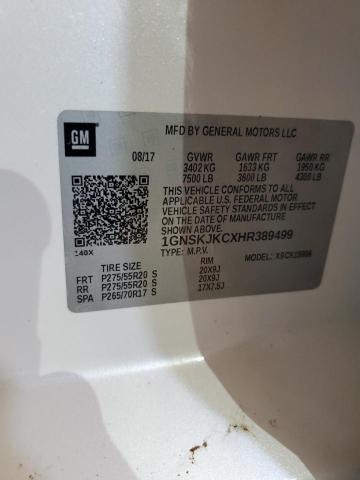 GM
MFD BY GENERAL MOTORS LLC
08/17 GVWR GAWR FRT GAWR RR
3402 KG 1633 KG 1950 KG
7500 LB 3600 LB 4300 LB
THIS VEHICLE CONFORMS TO ALL
APPLICABLE U.S. FEDERAL MOTOR
VEHICLE SAFETY STANDARDS IN
EFFECT ON THE DATE OF MANUFACTURE
SHOWN ABOVE.
1GNSKJKCXHR389499
TYPE: M.P.V. MODEL:
148X
TIRE SIZE RIM
FRT P275/55R20 S 20X9J
RR P275/55R20 S 20X9J
SPA P265/70R17 S 17X7.5J